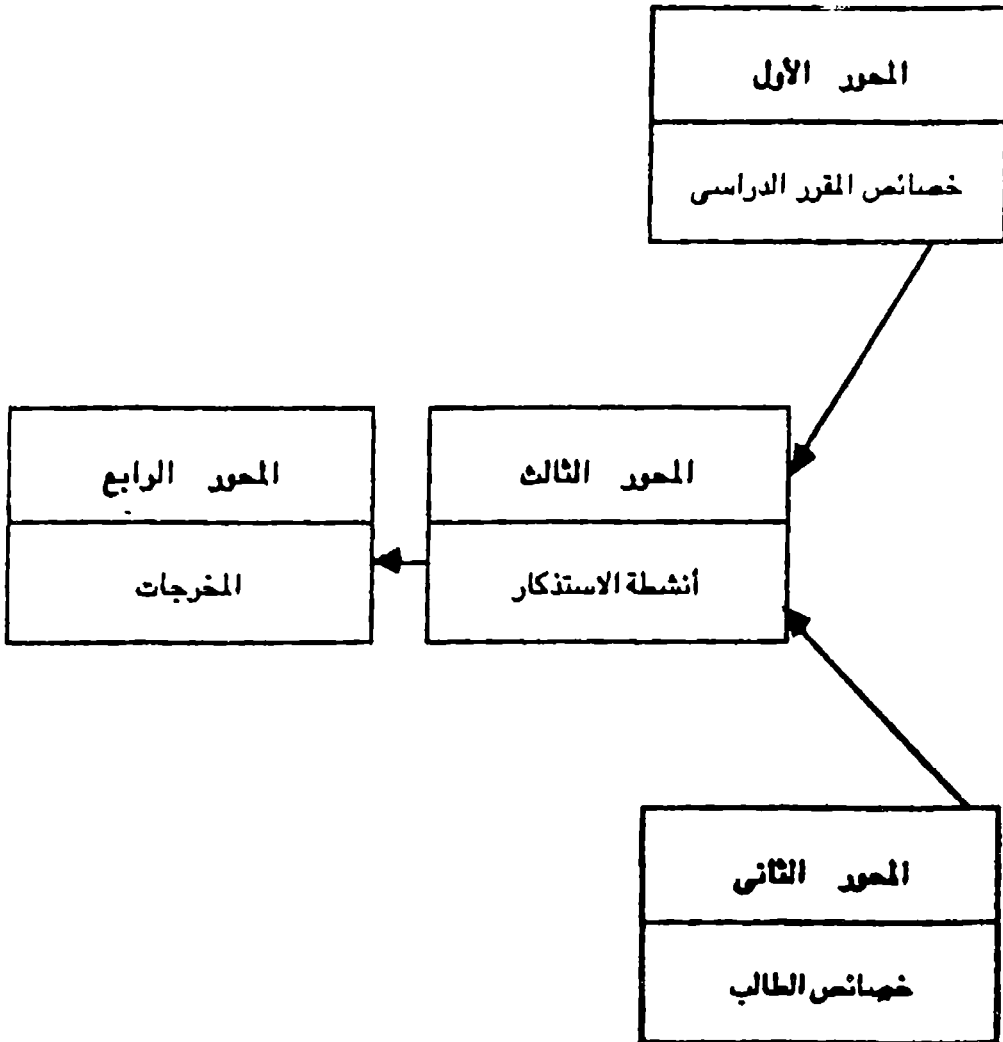 المحور الأول
خصائص المقرر الدراسى
المحور الثالث
أنشطة الاستذكار
المحور الرابع
المخرجات
المحور الثانى
خصائص الطالب